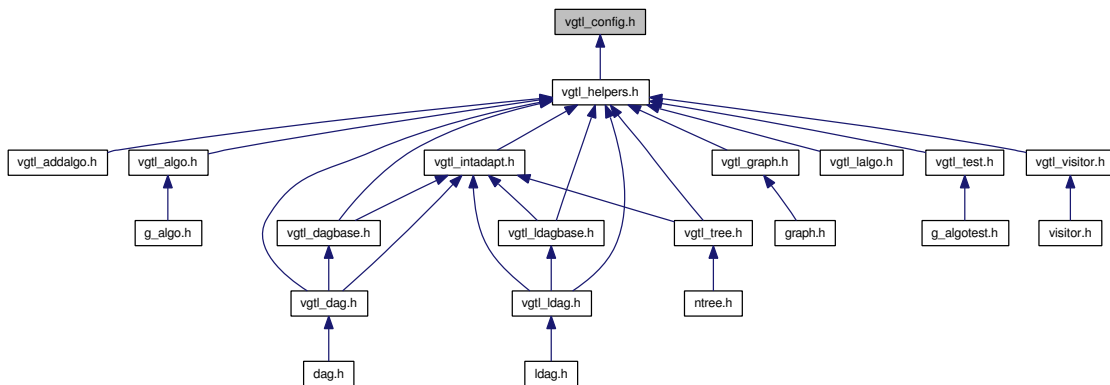 vgtl_config.h
vgtl_helpers.h
vgtl_addalgo.h
vgtl_algo.h
vgtl_intadapt.h
vgtl_graph.h
vgtl_lalgo.h
vgtl_test.h
vgtl_visitor.h
g_algo.h
vgtl_dagbase.h
vgtl_ldagbase.h
vgtl_tree.h
graph.h
g_algotest.h
visitor.h
vgtl_dag.h
vgtl_ldag.h
ntree.h
dag.h
ldag.h